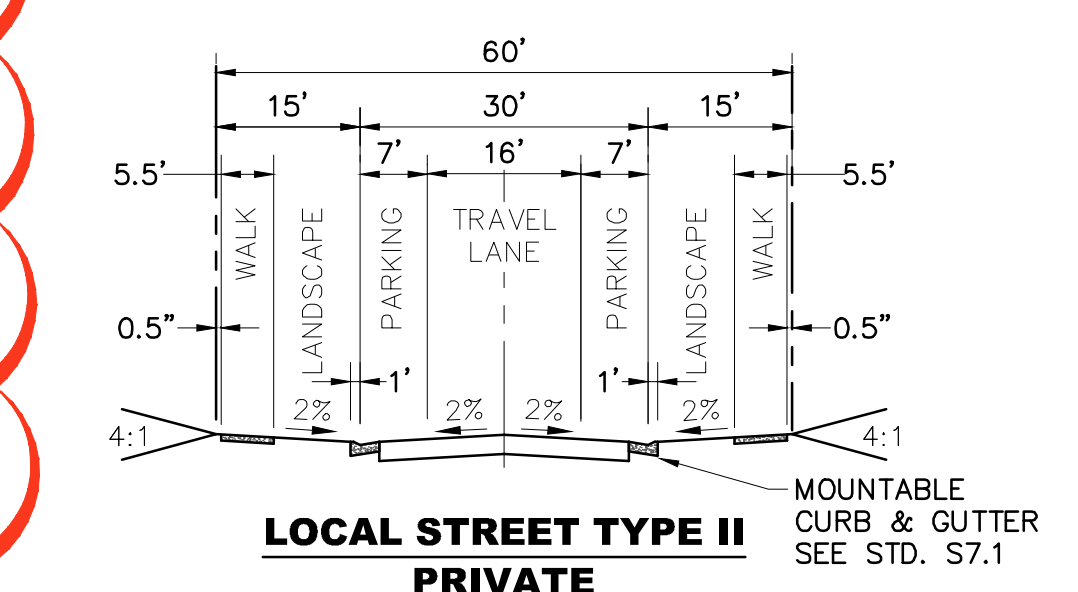 60'
15' 30' 15'
7' 16' 7'
5.5' 5.5'
WALK
LANDSCAPE
PARKING
TRAVEL
LANE
PARKING
LANDSCAPE
WALK
0.5" 0.5"
1' 1'
2% 2% 2% 2%
4:1 4:1
MOUNTABLE
CURB & GUTTER
SEE STD. S7.1
LOCAL STREET TYPE II
PRIVATE